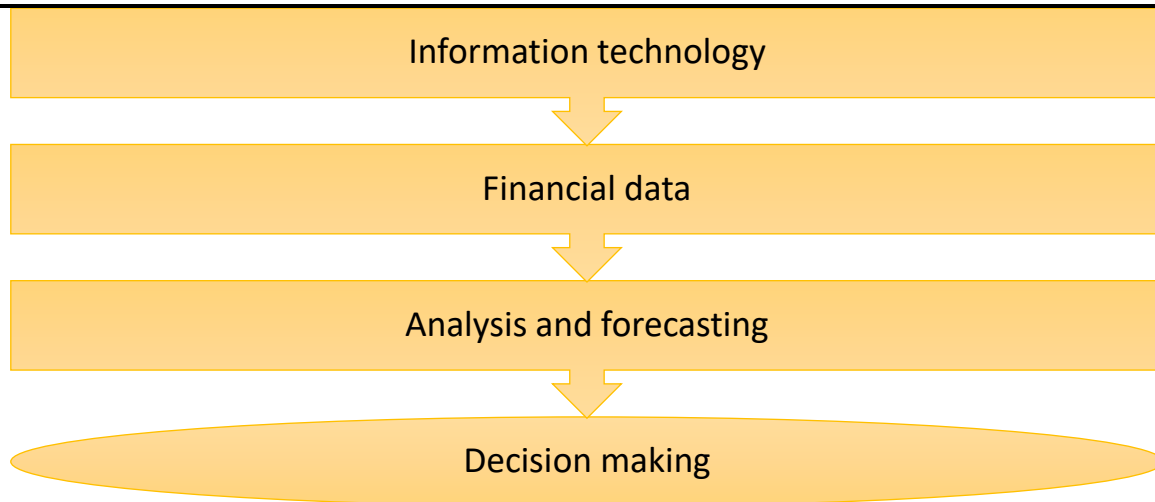 Information technology
Financial data
Analysis and forecasting
Decision making